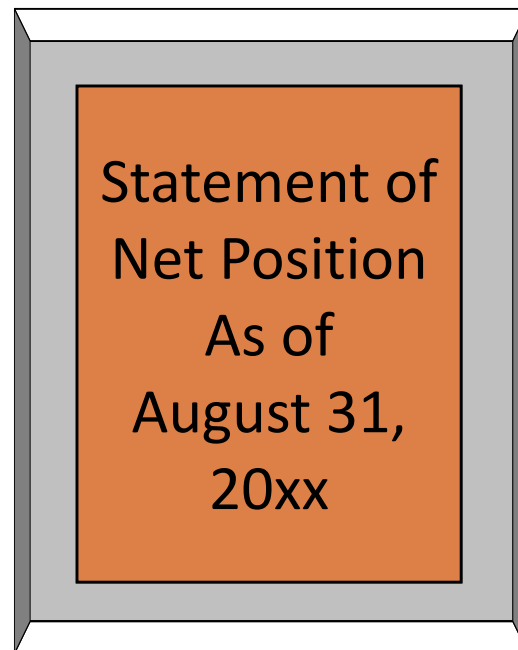 Statement of
Net Position
As of
August 31,
20xx